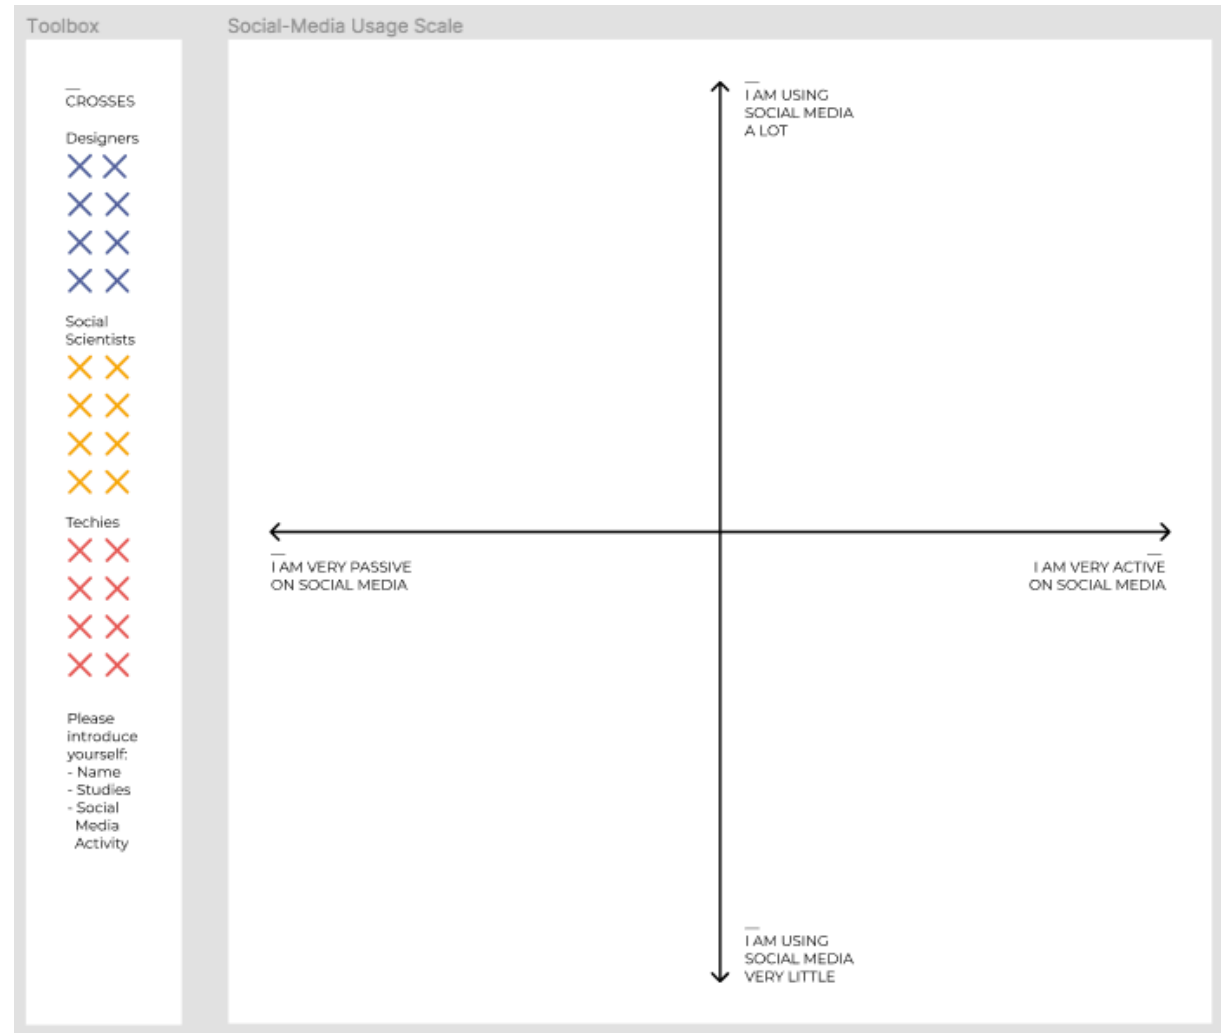 Toolbox
CROSSES
Designers
Social
Scientists
Techies
Please
introduce
yourself:
- Name
- Studies
- Social
Media
Activity
Social-Media Usage Scale
I AM USING
SOCIAL MEDIA
A LOT
I AM VERY PASSIVE
ON SOCIAL MEDIA
I AM VERY ACTIVE
ON SOCIAL MEDIA
I AM USING
SOCIAL MEDIA
VERY LITTLE